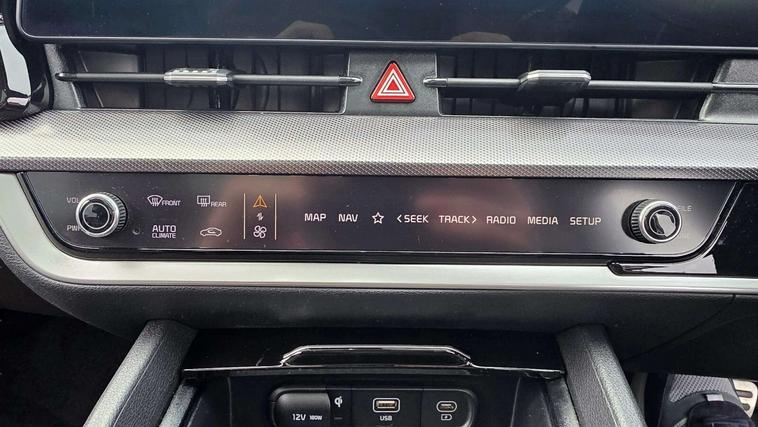 VOL
FRONT
REAR
MAP NAV <SEEK TRACK> RADIO MEDIA SETUP
PWR
AUTO
CLIMATE
12V 180W
USB